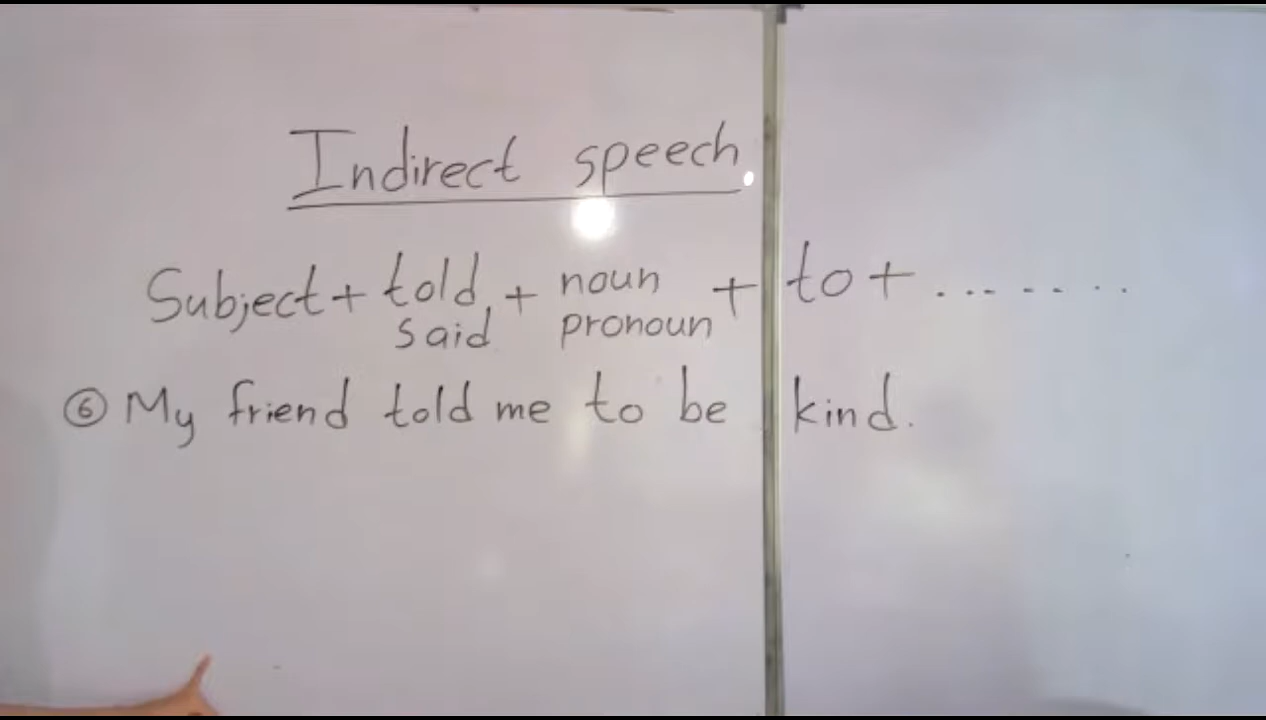 Indirect speech.
Subject + told + noun + to + ........
said pronoun
⑥ My friend told me to be kind.